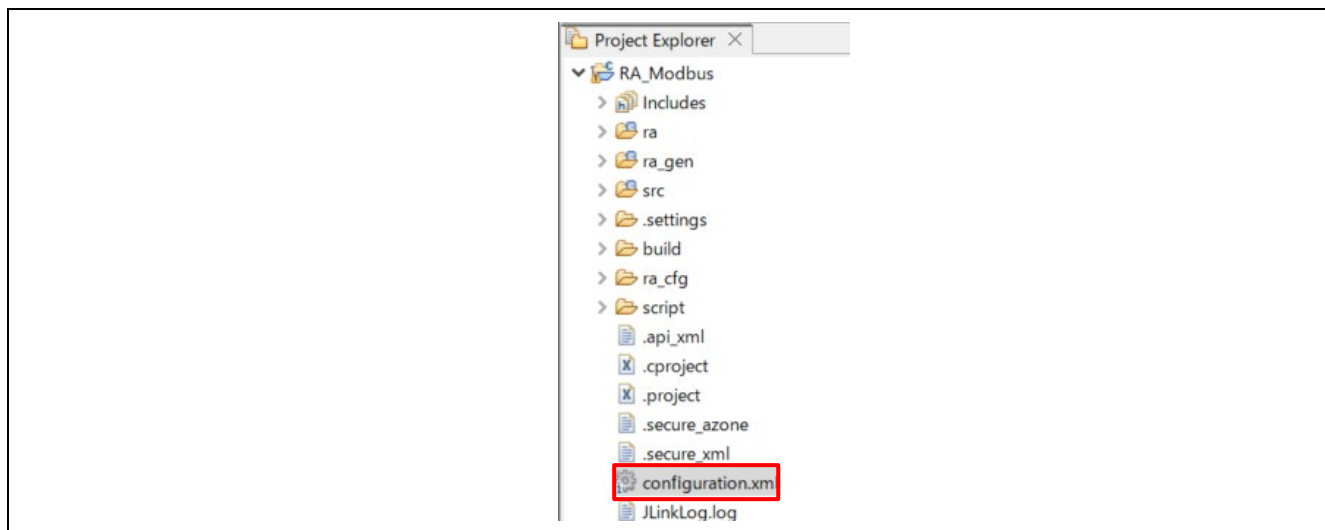 Project Explorer
RA_Modbus
Includes
ra
ra_gen
src
.settings
build
ra_cfg
script
.api_xml
.cproject
.project
.secure_azone
.secure_xml
configuration.xm
JLinkLog.log